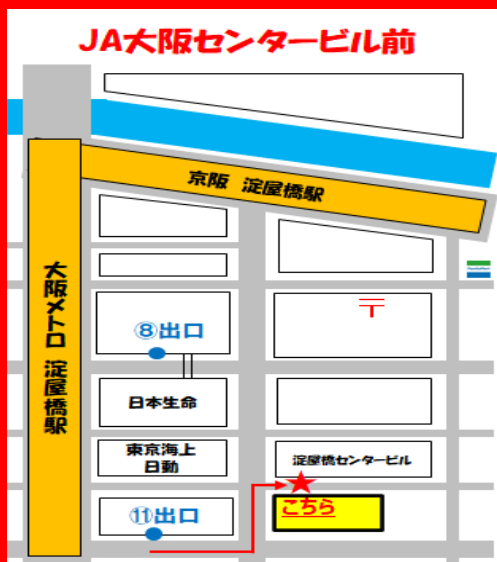 JA大阪センタービル前
京阪 淀屋橋駅
大阪メトロ 淀屋橋駅
〒
⑧出口
日本生命
東京海上
日動
淀屋橋センタービル
⑪出口
こちら